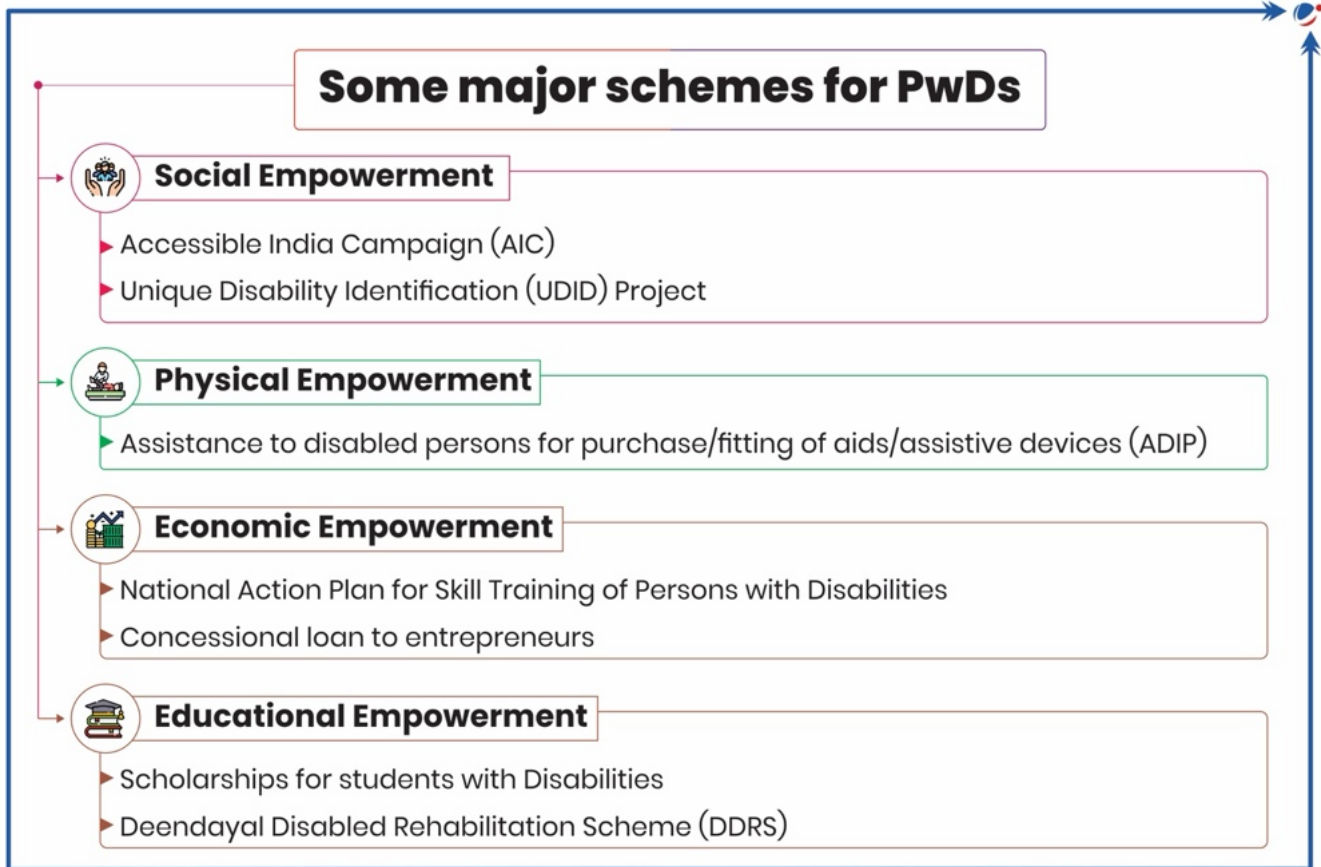 Some major schemes for PwDs
Social Empowerment
Accessible India Campaign (AIC)
Unique Disability Identification (UDID) Project
Physical Empowerment
Assistance to disabled persons for purchase/fitting of aids/assistive devices (ADIP)
Economic Empowerment
National Action Plan for Skill Training of Persons with Disabilities
Concessional loan to entrepreneurs
Educational Empowerment
Scholarships for students with Disabilities
Deendayal Disabled Rehabilitation Scheme (DDRS)